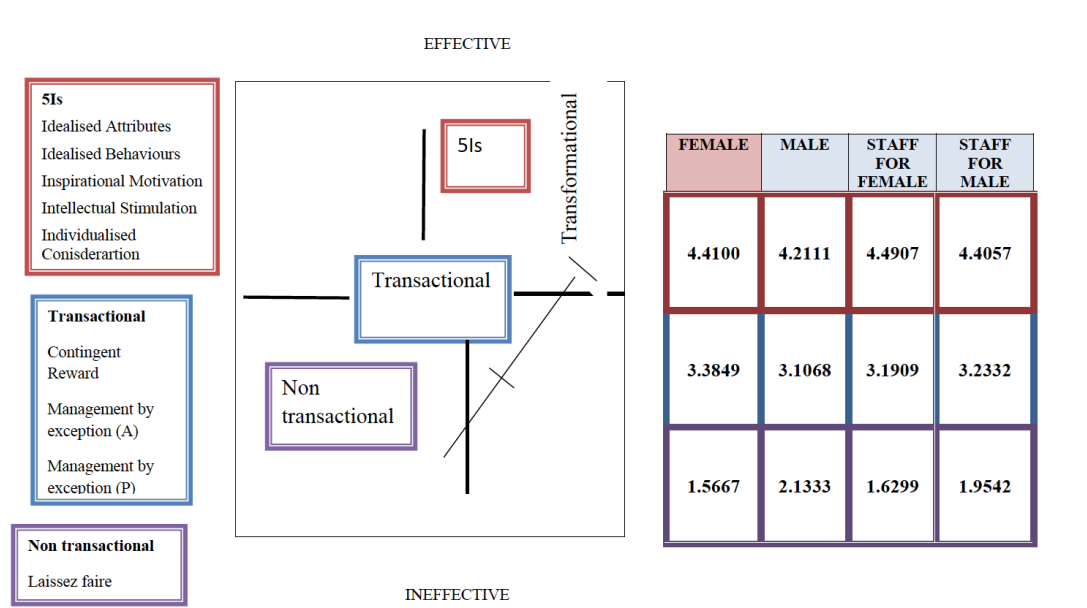 EFFECTIVE
5Is
Idealised Attributes
Idealised Behaviours
Inspirational Motivation
Intellectual Stimulation
Individualised
Conisderartion
Transactional
Contingent
Reward
Management by
exception (A)
Management by
exception (P)
Non transactional
Laissez faire
5Is
Transformational
Transactional
Non
transactional
INEFFECTIVE
FEMALE MALE STAFF FOR FEMALE STAFF FOR MALE
4.4100 4.2111 4.4907 4.4057
3.3849 3.1068 3.1909 3.2332
1.5667 2.1333 1.6299 1.9542